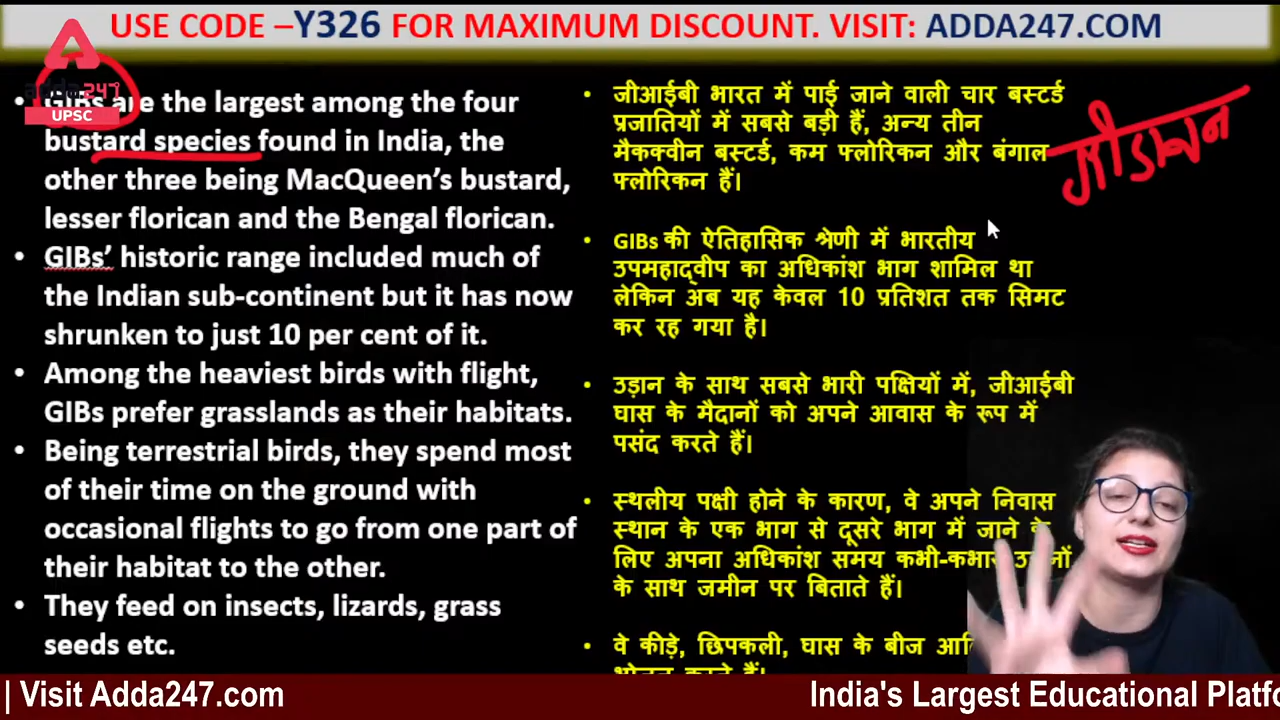 USE CODE –Y326 FOR MAXIMUM DISCOUNT. VISIT: ADDA247.COM
adda 247
UPSC
• GIBs are the largest among the four
bustard species found in India, the
other three being MacQueen's bustard,
lesser florican and the Bengal florican.
• GIBs' historic range included much of
the Indian sub-continent but it has now
shrunken to just 10 per cent of it.
• Among the heaviest birds with flight,
GIBs prefer grasslands as their habitats.
• Being terrestrial birds, they spend most
of their time on the ground with
occasional flights to go from one part of
their habitat to the other.
• They feed on insects, lizards, grass
seeds etc.
• जीआईबी भारत में पाई जाने वाली चार बस्टर्ड
प्रजातियों में सबसे बड़ी हैं, अन्य तीन
मैकक्वीन बस्टर्ड, कम फ्लोरिकन और बंगाल
फ्लोरिकन हैं।
• GIBs की ऐतिहासिक श्रेणी में भारतीय
उपमहाद्वीप का अधिकांश भाग शामिल था
लेकिन अब यह केवल 10 प्रतिशत तक सिमट
कर रह गया है।
• उड़ान के साथ सबसे भारी पक्षियों में, जीआईबी
घास के मैदानों को अपने आवास के रूप में
पसंद करते हैं।
• स्थलीय पक्षी होने के कारण, वे अपने निवास
स्थान के एक भाग से दूसरे भाग में जाने के
लिए अपना अधिकांश समय कभी-कभार
के साथ जमीन पर बिताते हैं।
• वे कीड़े, छिपकली, घास के बीज
| Visit Adda247.com
India's Largest Educational